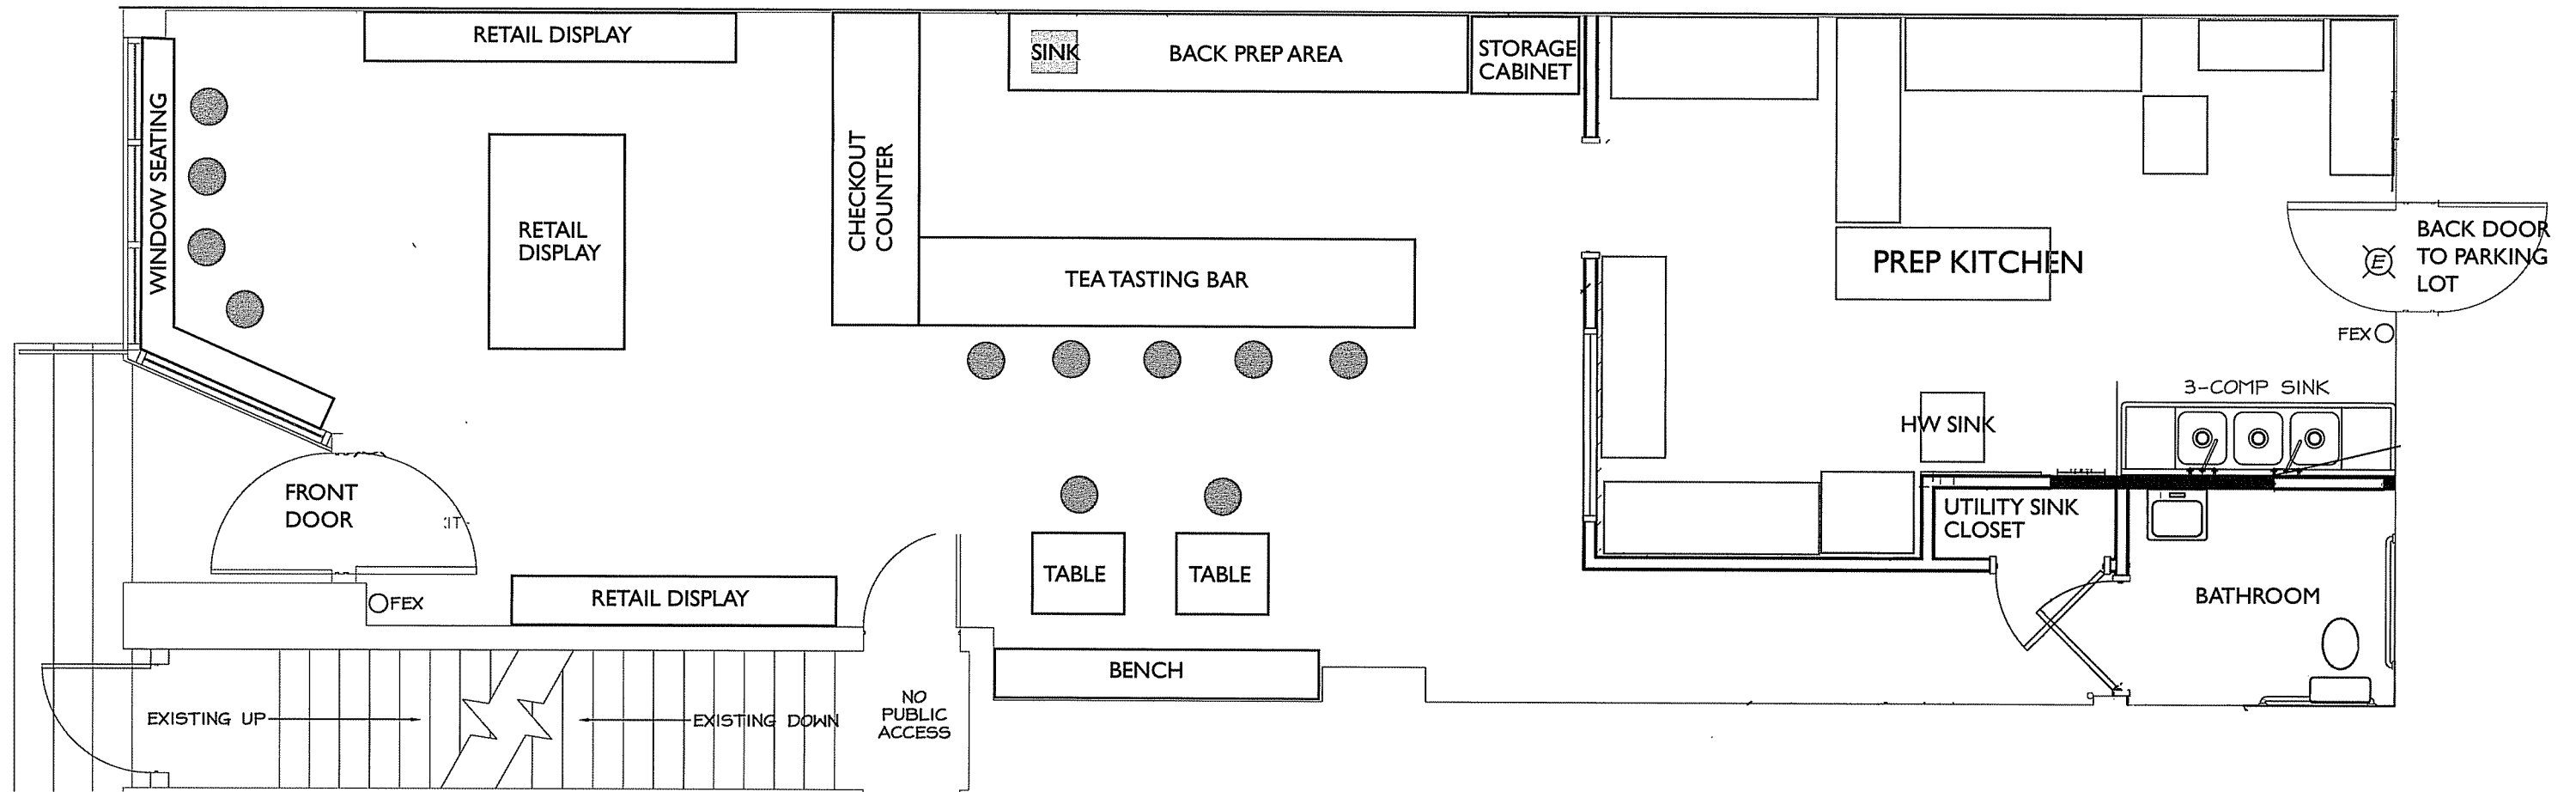 RETAIL DISPLAY
SINK
BACK PREP AREA
STORAGE
CABINET
WINDOW SEATING
RETAIL
DISPLAY
CHECKOUT
COUNTER
TEA TASTING BAR
PREP KITCHEN
BACK DOOR
TO PARKING
LOT
E
FEX
3-COMP SINK
HW SINK
FRONT
DOOR
UTILITY SINK
CLOSET
TABLE
TABLE
BATHROOM
FEX
RETAIL DISPLAY
BENCH
EXISTING UP
EXISTING DOWN
NO
PUBLIC
ACCESS